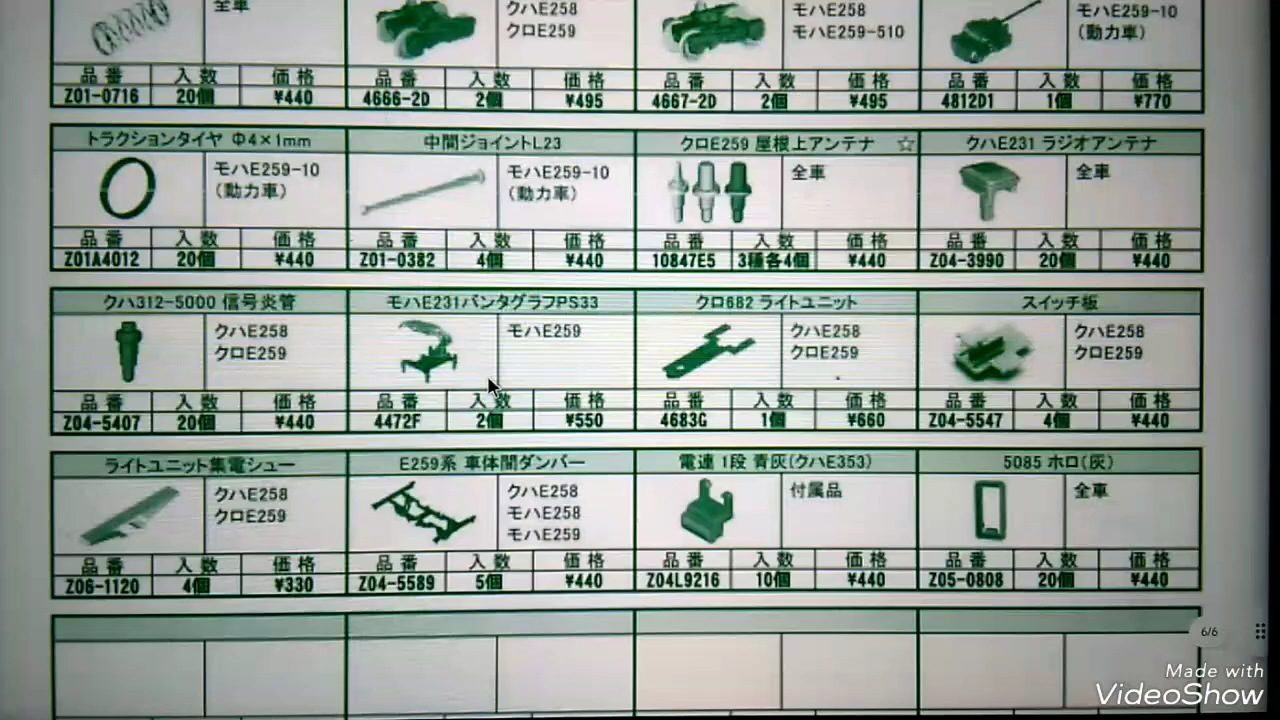 全車
クハE258
クロE259
モハE258
モハE259-510
モハE259-10
(動力車)
品番 入数 価格 品番 入数 価格 品番 入数 価格 品番 入数 価格
Z01-0716 20個 ¥440 4666-2D 2個 ¥495 4667-2D 2個 ¥495 4812D1 1個 ¥770
トラクションタイヤ Φ4×1mm 中間ジョイントL23 クロE259 屋根上アンテナ ☆ クハE231 ラジオアンテナ
モハE259-10
(動力車)
モハE259-10
(動力車)
全車
全車
品番 入数 価格 品番 入数 価格 品番 入数 価格 品番 入数 価格
Z01A4012 20個 ¥440 Z01-0382 4個 ¥440 10847E5 3種各4個 ¥440 Z04-3990 20個 ¥440
クハ312-5000 信号炎管 モハE231パンタグラフPS33 クロ682 ライトユニット スイッチ板
クハE258
クロE259
モハE259
クハE258
クロE259
クハE258
クロE259
品番 入数 価格 品番 入数 価格 品番 入数 価格 品番 入数 価格
Z04-5407 20個 ¥440 4472F 2個 ¥550 4683G 1個 ¥660 Z04-5547 4個 ¥440
ライトユニット集電シュー E259系 車体間ダンパー 電連 1段 青灰(クハE353) 5085 ホロ(灰)
クハE258
クロE259
クハE258
モハE258
モハE259
付属品
全車
品番 入数 価格 品番 入数 価格 品番 入数 価格 品番 入数 価格
Z06-1120 4個 ¥330 Z04-5589 5個 ¥440 Z04L9216 10個 ¥440 Z05-0808 20個 ¥440
6/6
Made with
VideoShow